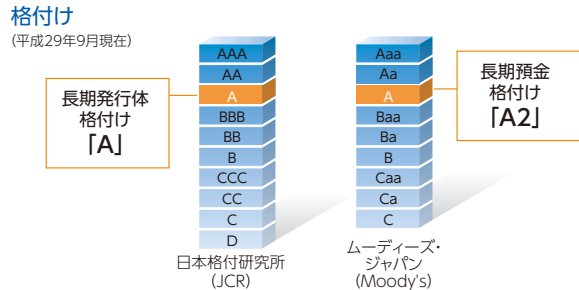 格付け
(平成29年9月現在)
長期発行体
格付け
「A」
AAA
AA
A
BBB
BB
B
CCC
CC
C
D
日本格付研究所
(JCR)
Aaa
Aa
A
Baa
Ba
B
Caa
Ca
C
ムーディーズ・
ジャパン
(Moody's)
長期預金
格付け
「A2」